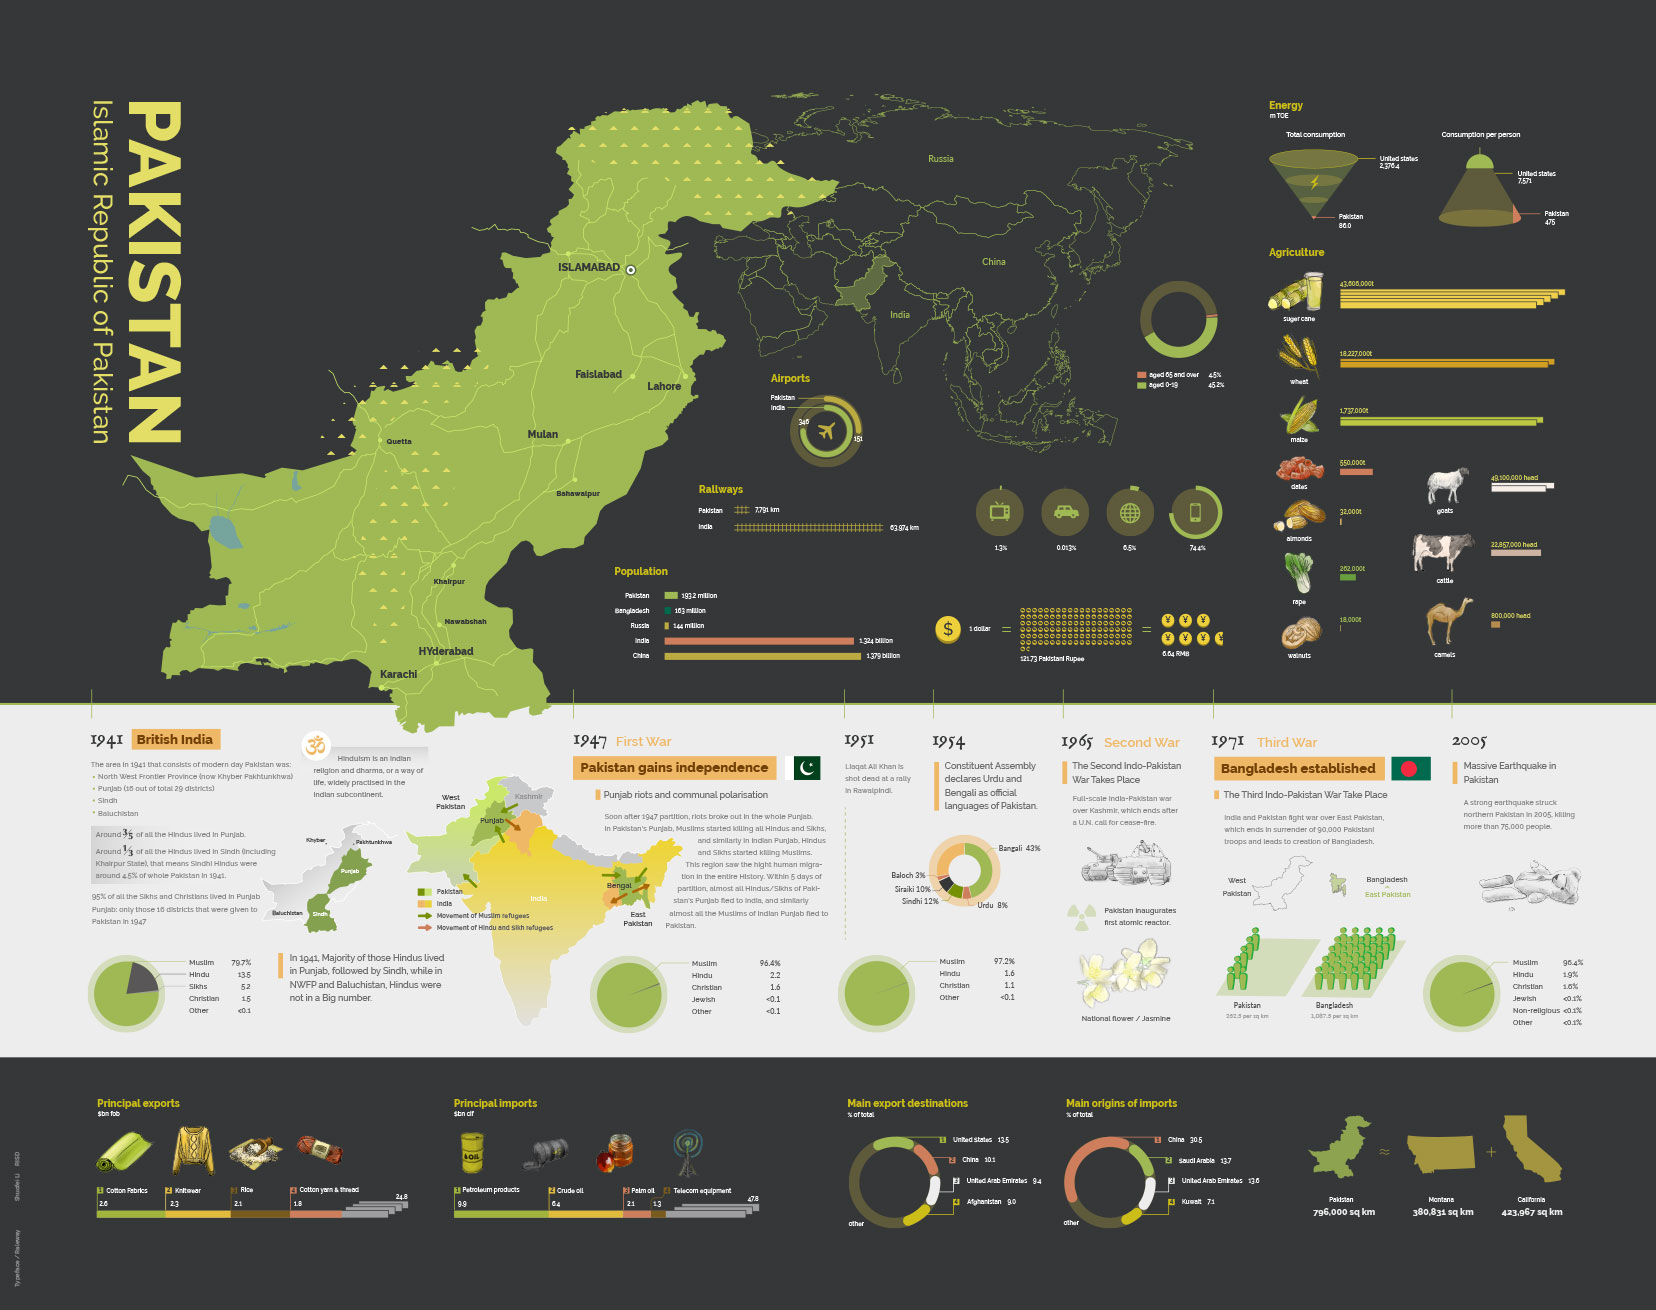 PAKISTAN
Islamic Republic of Pakistan
ISLAMABAD
Faislabad
Lahore
Mulan
Quetta
Bahawalpur
Khairpur
Nawabshah
HYderabad
Karachi
Russia
China
India
Airports
Pakistan
India
346
151
Railways
Pakistan
7,791 km
India
63,974 km
Population
Pakistan
193.2 million
Bangladesh
163 million
Russia
144 million
India
1.324 billion
China
1.379 billion
aged 65 and over 4.5%
aged 0-19 45.2%
1.3%
0.013%
6.5%
74.4%
$
1 dollar
=
121.73 Pakistani Rupee
=
6.64 RMB
Energy
m TOE
Total consumption
United states
2,376.4
Pakistan
86.0
Consumption per person
United states
7,571
Pakistan
475
Agriculture
43,606,000t
suger cane
18,227,000t
wheat
1,737,000t
maize
550,000t
dates
32,000t
almonds
262,000t
rape
18,000t
walnuts
49,100,000 head
goats
22,857,000 head
cattle
800,000 head
camels
1941 British India
The area in 1941 that consists of modern day Pakistan was:
• North West Frontier Province (now Khyber Pakhtunkhwa)
• Punjab (16 out of total 29 districts)
• Sindh
• Baluchistan
Around 3/5 of all the Hindus lived in Punjab.
Around 1/3 of all the Hindus lived in Sindh (including
Khairpur State), that means Sindhi Hindus were
around 4.5% of whole Pakistan in 1941.
95% of all the Sikhs and Christians lived in Punjab
Punjab: only those 16 districts that were given to
Pakistan in 1947
Muslim 79.7%
Hindu 13.5
Sikhs 5.2
Christian 1.5
Other <0.1
ॐ
Hinduism is an Indian
religion and dharma, or a way of
life, widely practised in the
Indian subcontinent.
Khyber
Pakhtunkhwa
Punjab
Baluchistan
Sindh
In 1941, Majority of those Hindus lived
in Punjab, followed by Sindh, while in
NWFP and Baluchistan, Hindus were
not in a Big number.
West
Pakistan
Kashmir
Punjab
India
Bengal
East
Pakistan
Pakistan
India
Movement of Muslim refugees
Movement of Hindu and Sikh refugees
1947 First War
Pakistan gains independence
Punjab riots and communal polarisation
Soon after 1947 partition, riots broke out in the whole Punjab.
In Pakistan's Punjab, Muslims started killing all Hindus and Sikhs,
and similarly in Indian Punjab, Hindus
and Sikhs started killing Muslims.
This region saw the hight human migra-
tion in the entire History. Within 5 days of
partition, almost all Hindus/Sikhs of Paki-
stan's Punjab fled to India, and similarly
almost all the Muslims of Indian Punjab fled to
Pakistan.
Muslim 96.4%
Hindu 2.2
Christian 1.6
Jewish <0.1
Other <0.1
1951
Liaqat Ali Khan is
shot dead at a rally
in Rawalpindi.
Muslim 97.2%
Hindu 1.6
Christian 1.1
Other <0.1
1954
Constituent Assembly
declares Urdu and
Bengali as official
languages of Pakistan.
Bangali 43%
Baloch 3%
Siraiki 10%
Sindhi 12%
Urdu 8%
1965 Second War
The Second Indo-Pakistan
War Takes Place
Full-scale India-Pakistan war
over Kashmir, which ends after
a U.N. call for cease-fire.
Pakistan inaugurates
first atomic reactor.
National flower / Jasmine
1971 Third War
Bangladesh established
The Third Indo-Pakistan War Take Place
India and Pakistan fight war over East Pakistan,
which ends in surrender of 90,000 Pakistani
troops and leads to creation of Bangladesh.
West
Pakistan
Bangladesh
East Pakistan
Pakistan
Bangladesh
1,087.5 per sq km
2005
Massive Earthquake in
Pakistan
A strong earthquake struck
northern Pakistan in 2005, killing
more than 75,000 people.
Muslim 96.4%
Hindu 1.9%
Christian 1.6%
Jewish <0.1%
Non-religious <0.1%
Other <0.1%
Principal exports
$bn fob
1 Cotton Fabrics
2.6
2 Knitwear
2.3
3 Rice
2.1
4 Cotton yarn & thread
1.8
24.8
Principal imports
$bn cif
OIL
1 Petroleum products
9.9
2 Crude oil
6.4
3 Palm oil
2.1
4 Telecom equipment
1.3
47.8
Main export destinations
% of total
1 United states 13.5
2 China 10.1
3 United Arab Emirates 9.4
4 Afghanistan 9.0
other
Main origins of imports
% of total
1 China 30.5
2 Saudi Arabia 13.7
3 United Arab Emirates 13.6
4 Kuwait 7.1
other
≈
+
Pakistan
796,000 sq km
Montana
380,831 sq km
California
423,967 sq km
Typeface / Raleway
RISD